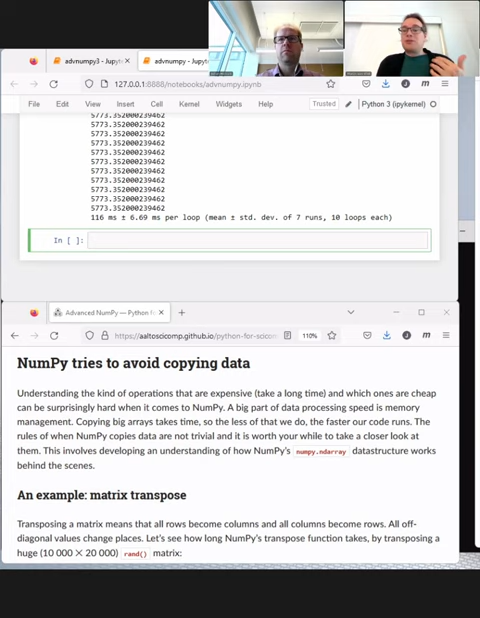 advnumpy3 - Jupyt
advnumpy - Jupyt
127.0.0.1:8888/notebooks/advnumpy.ipynb
File Edit View Insert Cell Kernel Widgets Help Trusted Python 3 (ipykernel)
5773.352000239462
5773.352000239462
5773.352000239462
5773.352000239462
5773.352000239462
5773.352000239462
5773.352000239462
5773.352000239462
5773.352000239462
5773.352000239462
5773.352000239462
116 ms ± 6.69 ms per loop (mean ± std. dev. of 7 runs, 10 loops each)
In [ ]:
Advanced NumPy — Python f
https://aaltoscicomp.github.io/python-for-scicom 110%
NumPy tries to avoid copying data
Understanding the kind of operations that are expensive (take a long time) and which ones are cheap
can be surprisingly hard when it comes to NumPy. A big part of data processing speed is memory
management. Copying big arrays takes time, so the less of that we do, the faster our code runs. The
rules of when NumPy copies data are not trivial and it is worth your while to take a closer look at
them. This involves developing an understanding of how NumPy's numpy.ndarray datastructure works
behind the scenes.
An example: matrix transpose
Transposing a matrix means that all rows become columns and all columns become rows. All off-
diagonal values change places. Let's see how long NumPy's transpose function takes, by transposing a
huge (10 000 × 20 000) rand() matrix: